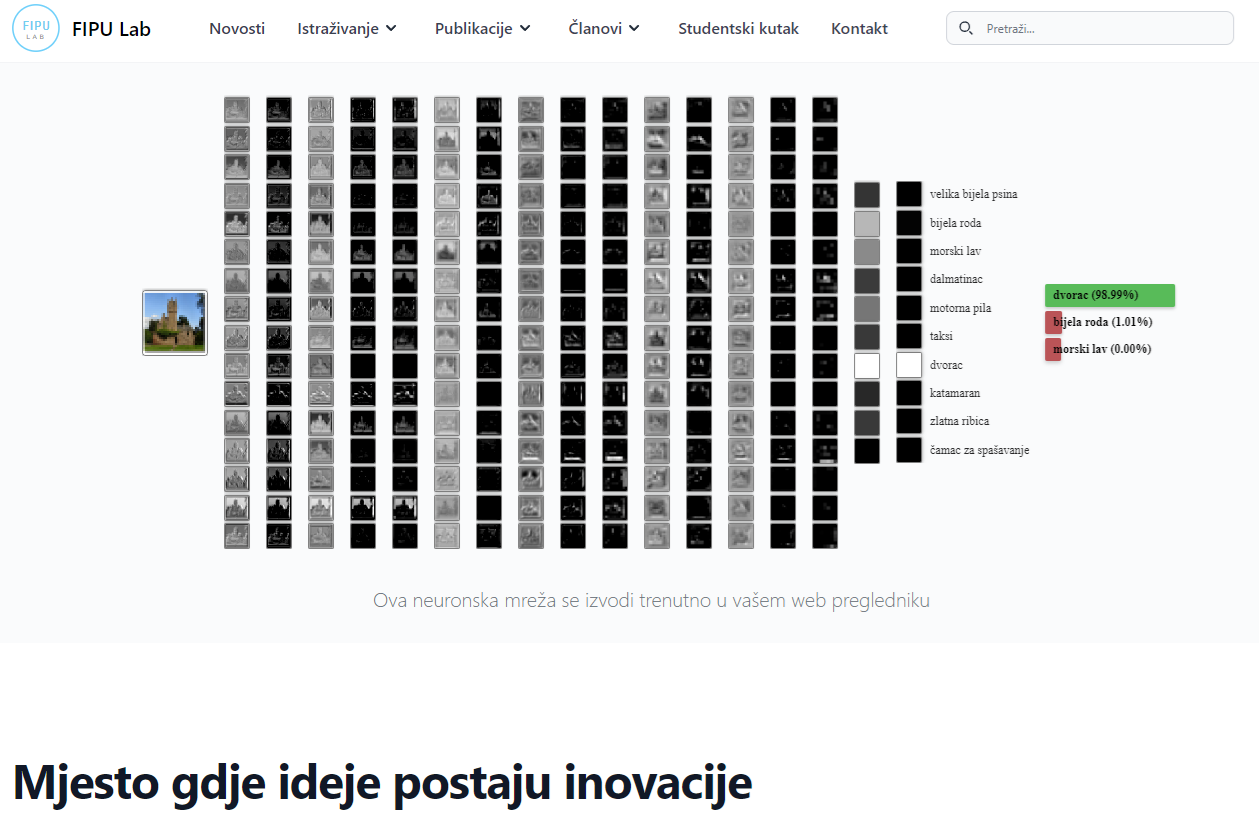 FIPU
LAB
FIPU Lab
Novosti
Istraživanje
Publikacije
Članovi
Studentski kutak
Kontakt
Pretraži...
velika bijela psina
bijela roda
morski lav
dalmatinac
motorna pila
taksi
dvorac
katamaran
zlatna ribica
čamac za spašavanje
dvorac (98.99%)
bijela roda (1.01%)
morski lav (0.00%)
Ova neuronska mreža se izvodi trenutno u vašem web pregledniku
Mjesto gdje ideje postaju inovacije